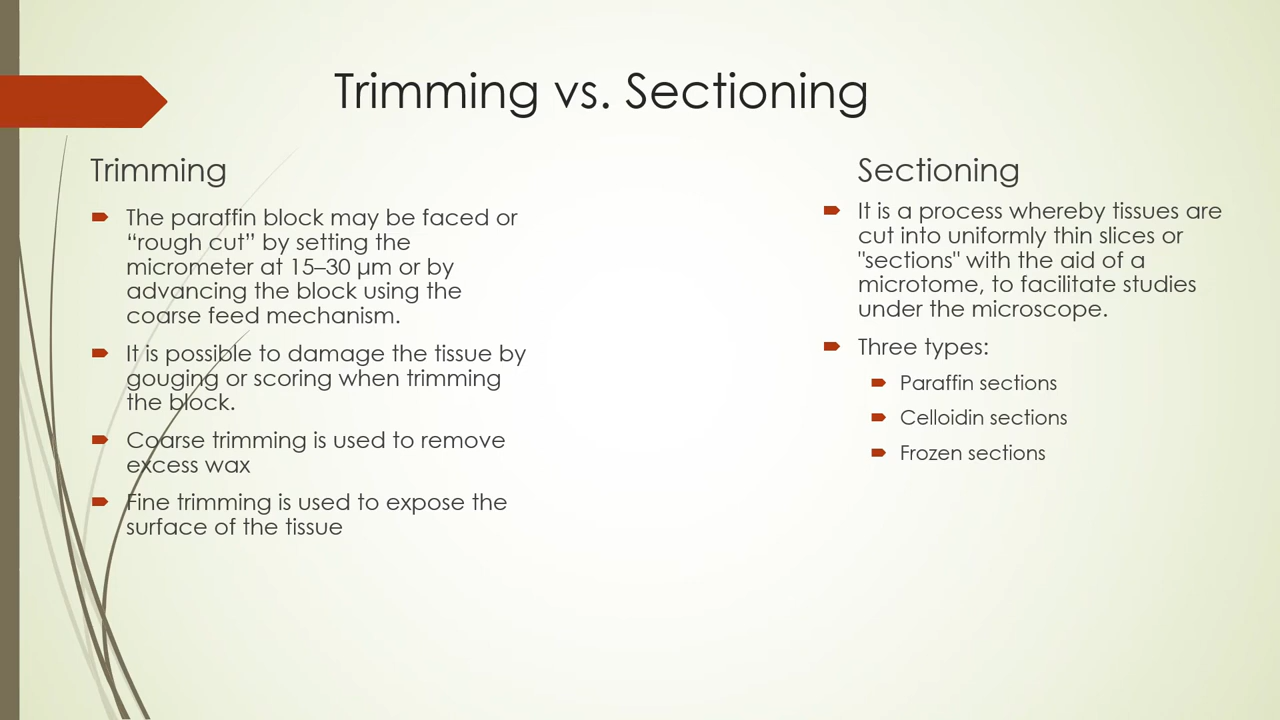 Trimming vs. Sectioning
Trimming
The paraffin block may be faced or
“rough cut” by setting the
micrometer at 15–30 µm or by
advancing the block using the
coarse feed mechanism.
It is possible to damage the tissue by
gouging or scoring when trimming
the block.
Coarse trimming is used to remove
excess wax
Fine trimming is used to expose the
surface of the tissue
Sectioning
It is a process whereby tissues are
cut into uniformly thin slices or
"sections" with the aid of a
microtome, to facilitate studies
under the microscope.
Three types:
Paraffin sections
Celloidin sections
Frozen sections